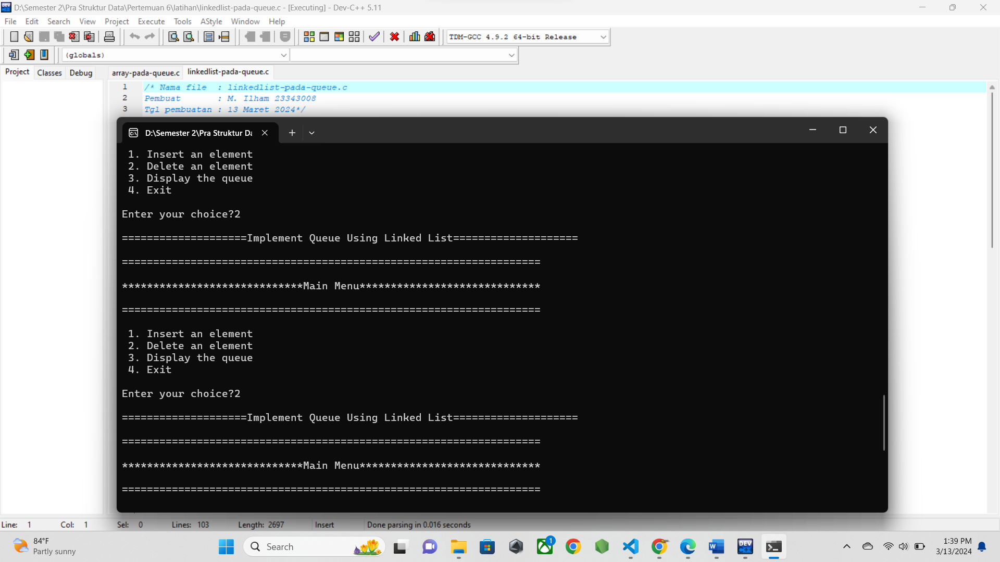 D:\Semester 2\Pra Struktur Data\Pertemuan 6\latihan\linkedlist-pada-queue.c - [Executing] - Dev-C++ 5.11
File Edit Search View Project Execute Tools AStyle Window Help
TDM-GCC 4.9.2 64-bit Release
(globals)
Project Classes Debug array-pada-queue.c linkedlist-pada-queue.c
1 /* Nama file : linkedlist-pada-queue.c
2 Pembuat : M. Ilham 23343008
3 Tgl pembuatan : 13 Maret 2024*/
D:\Semester 2\Pra Struktur Da
1. Insert an element
2. Delete an element
3. Display the queue
4. Exit
Enter your choice?2
====================Implement Queue Using Linked List====================
===================================================================
*****************************Main Menu*****************************
===================================================================
1. Insert an element
2. Delete an element
3. Display the queue
4. Exit
Enter your choice?2
====================Implement Queue Using Linked List====================
===================================================================
*****************************Main Menu*****************************
===================================================================
Line: 1 Col: 1 Sel: 0 Lines: 103 Length: 2697 Insert Done parsing in 0.016 seconds
84°F
Partly sunny
Search
1
DEV
C++
1:39 PM
3/13/2024